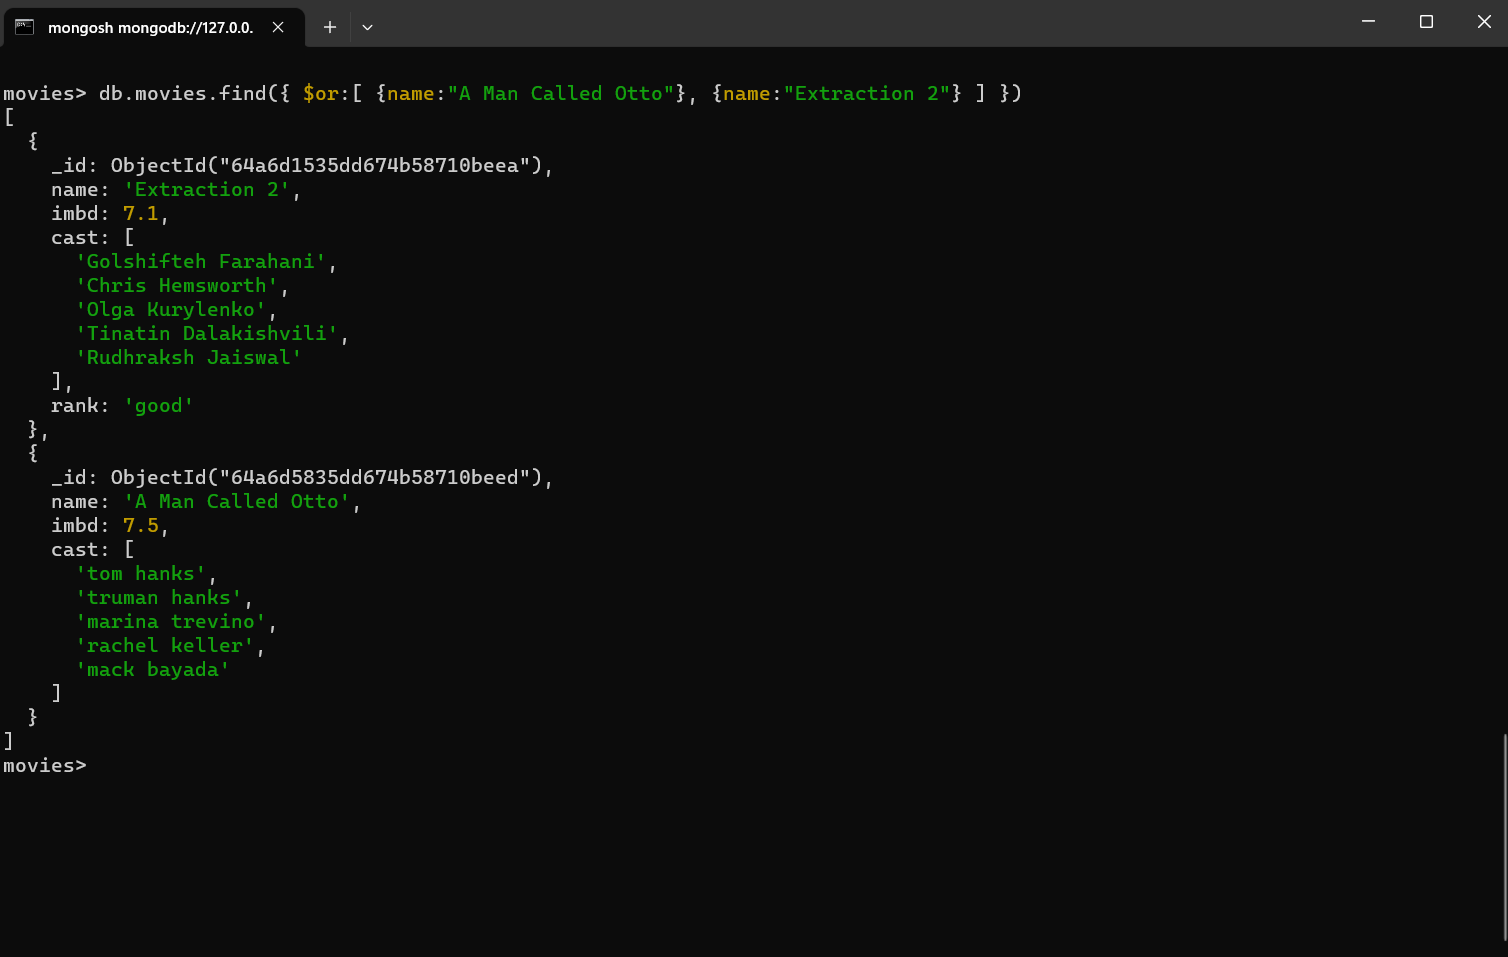 mongosh mongodb://127.0.0.
movies> db.movies.find({ $or:[ {name:"A Man Called Otto"}, {name:"Extraction 2"} ] })
[
  {
    _id: ObjectId("64a6d1535dd674b58710beea"),
    name: 'Extraction 2',
    imbd: 7.1,
    cast: [
      'Golshifteh Farahani',
      'Chris Hemsworth',
      'Olga Kurylenko',
      'Tinatin Dalakishvili',
      'Rudhraksh Jaiswal'
    ],
    rank: 'good'
  },
  {
    _id: ObjectId("64a6d5835dd674b58710beed"),
    name: 'A Man Called Otto',
    imbd: 7.5,
    cast: [
      'tom hanks',
      'truman hanks',
      'marina trevino',
      'rachel keller',
      'mack bayada'
    ]
  }
]
movies>